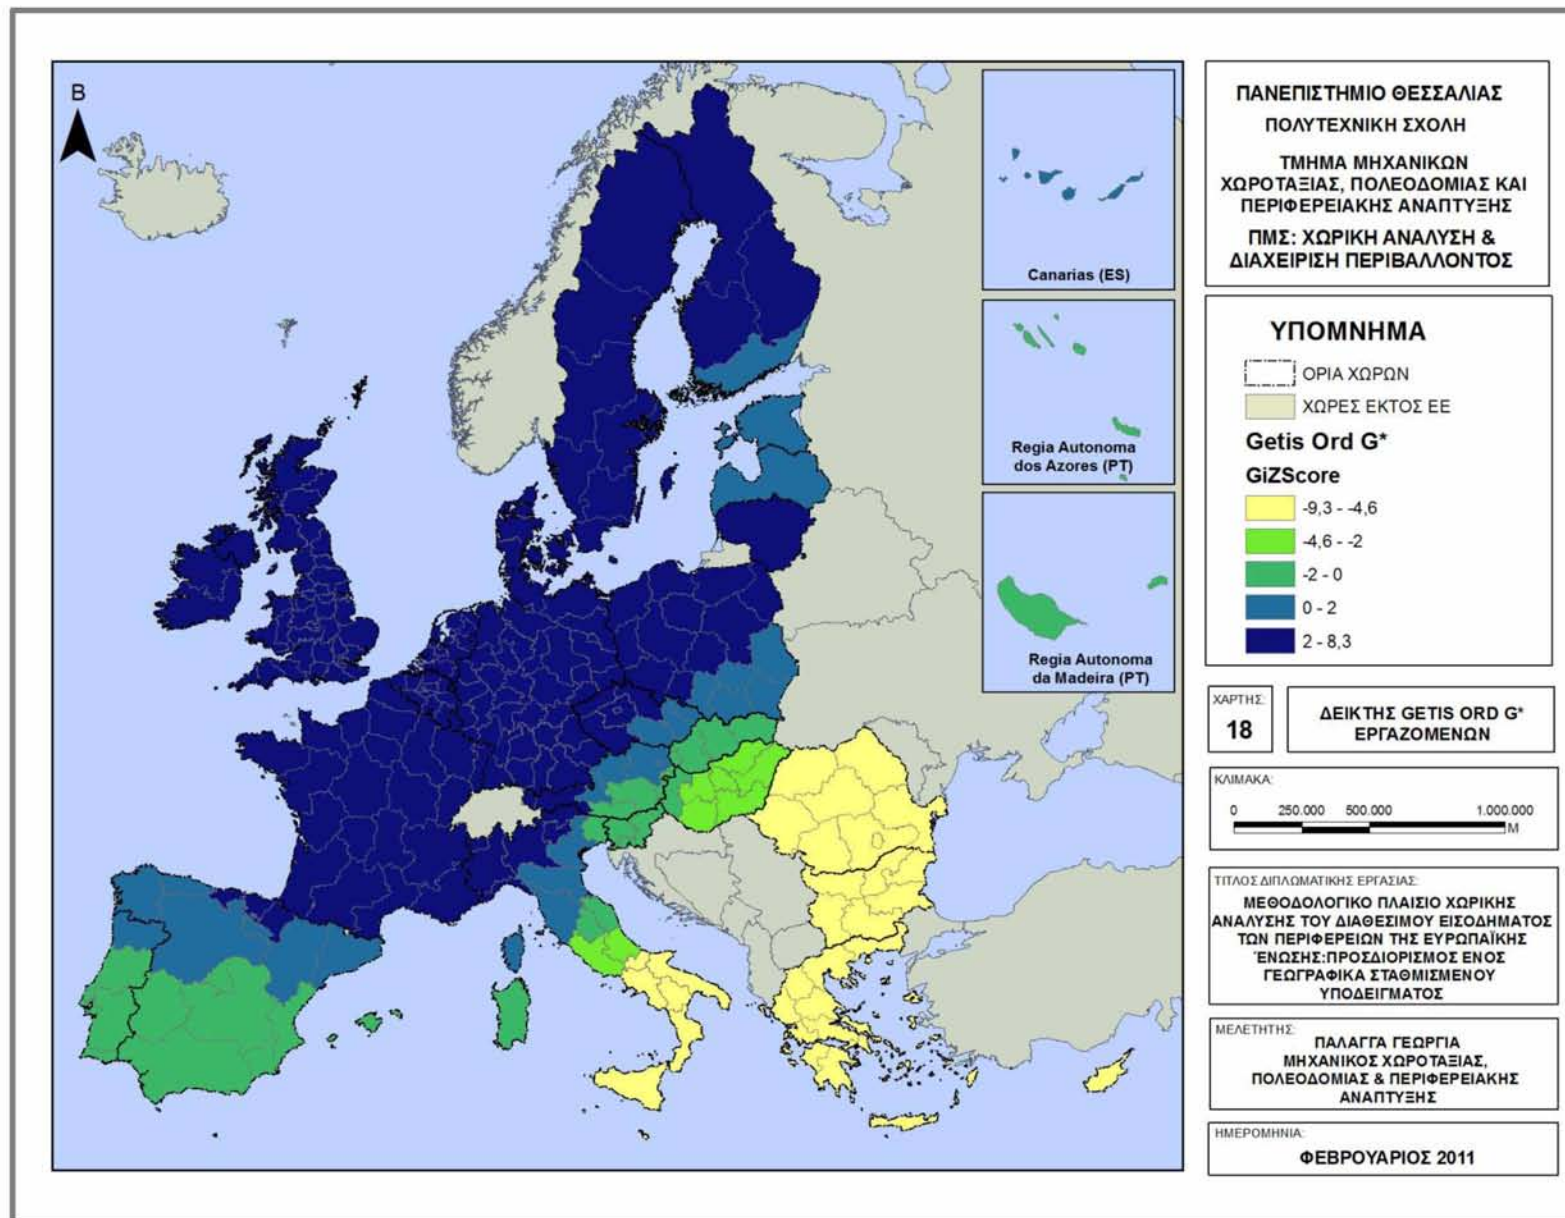 B
Canarias (ES)
Regia Autonoma
dos Azores (PT)
Regia Autonoma
da Madeira (PT)
ΠΑΝΕΠΙΣΤΗΜΙΟ ΘΕΣΣΑΛΙΑΣ
ΠΟΛΥΤΕΧΝΙΚΗ ΣΧΟΛΗ
ΤΜΗΜΑ ΜΗΧΑΝΙΚΩΝ
ΧΩΡΟΤΑΞΙΑΣ, ΠΟΛΕΟΔΟΜΙΑΣ ΚΑΙ
ΠΕΡΙΦΕΡΕΙΑΚΗΣ ΑΝΑΠΤΥΞΗΣ
ΠΜΣ: ΧΩΡΙΚΗ ΑΝΑΛΥΣΗ &
ΔΙΑΧΕΙΡΙΣΗ ΠΕΡΙΒΑΛΛΟΝΤΟΣ
ΥΠΟΜΝΗΜΑ
ΟΡΙΑ ΧΩΡΩΝ
ΧΩΡΕΣ ΕΚΤΟΣ ΕΕ
Getis Ord G*
GiZScore
-9,3 - -4,6
-4,6 - -2
-2 - 0
0 - 2
2 - 8,3
ΧΑΡΤΗΣ:
18
ΔΕΙΚΤΗΣ GETIS ORD G*
ΕΡΓΑΖΟΜΕΝΩΝ
ΚΛΙΜΑΚΑ:
0 250.000 500.000 1.000.000
M
ΤΙΤΛΟΣ ΔΙΠΛΩΜΑΤΙΚΗΣ ΕΡΓΑΣΙΑΣ:
ΜΕΘΟΔΟΛΟΓΙΚΟ ΠΛΑΙΣΙΟ ΧΩΡΙΚΗΣ
ΑΝΑΛΥΣΗΣ ΤΟΥ ΔΙΑΘΕΣΙΜΟΥ ΕΙΣΟΔΗΜΑΤΟΣ
ΤΩΝ ΠΕΡΙΦΕΡΕΙΩΝ ΤΗΣ ΕΥΡΩΠΑΪΚΗΣ
ΈΝΩΣΗΣ:ΠΡΟΣΔΙΟΡΙΣΜΟΣ ΕΝΟΣ
ΓΕΩΓΡΑΦΙΚΑ ΣΤΑΘΜΙΣΜΕΝΟΥ
ΥΠΟΔΕΙΓΜΑΤΟΣ
ΜΕΛΕΤΗΤΗΣ:
ΠΑΛΑΓΓΑ ΓΕΩΡΓΙΑ
ΜΗΧΑΝΙΚΟΣ ΧΩΡΟΤΑΞΙΑΣ,
ΠΟΛΕΟΔΟΜΙΑΣ & ΠΕΡΙΦΕΡΕΙΑΚΗΣ
ΑΝΑΠΤΥΞΗΣ
ΗΜΕΡΟΜΗΝΙΑ:
ΦΕΒΡΟΥΑΡΙΟΣ 2011